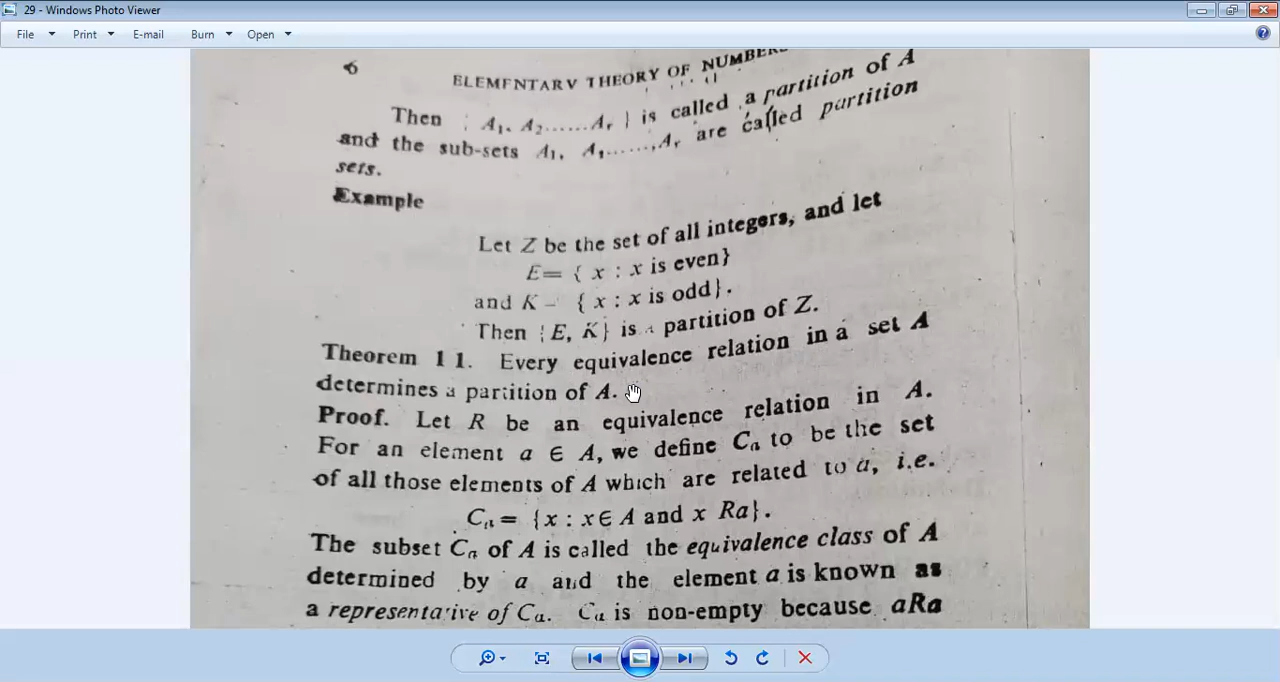 29 - Windows Photo Viewer
File Print E-mail Burn Open
6 ELEMENTARY THEORY OF NUMBERS
Then { A1, A2......Ar } is called a partition of A
and the sub-sets A1, A1......,Ar are called partition
sets.
Example
Let Z be the set of all integers, and let
E= { x : x is even}
and K = { x : x is odd}.
Then {E, K} is a partition of Z.
Theorem 1 1. Every equivalence relation in a set A
determines a partition of A.
Proof. Let R be an equivalence relation in A.
For an element a ∈ A, we define Ca to be the set
of all those elements of A which are related to a, i.e.
Ca = {x : x ∈ A and x Ra}.
The subset Ca of A is called the equivalence class of A
determined by a and the element a is known as
a representative of Ca. Ca is non-empty because aRa